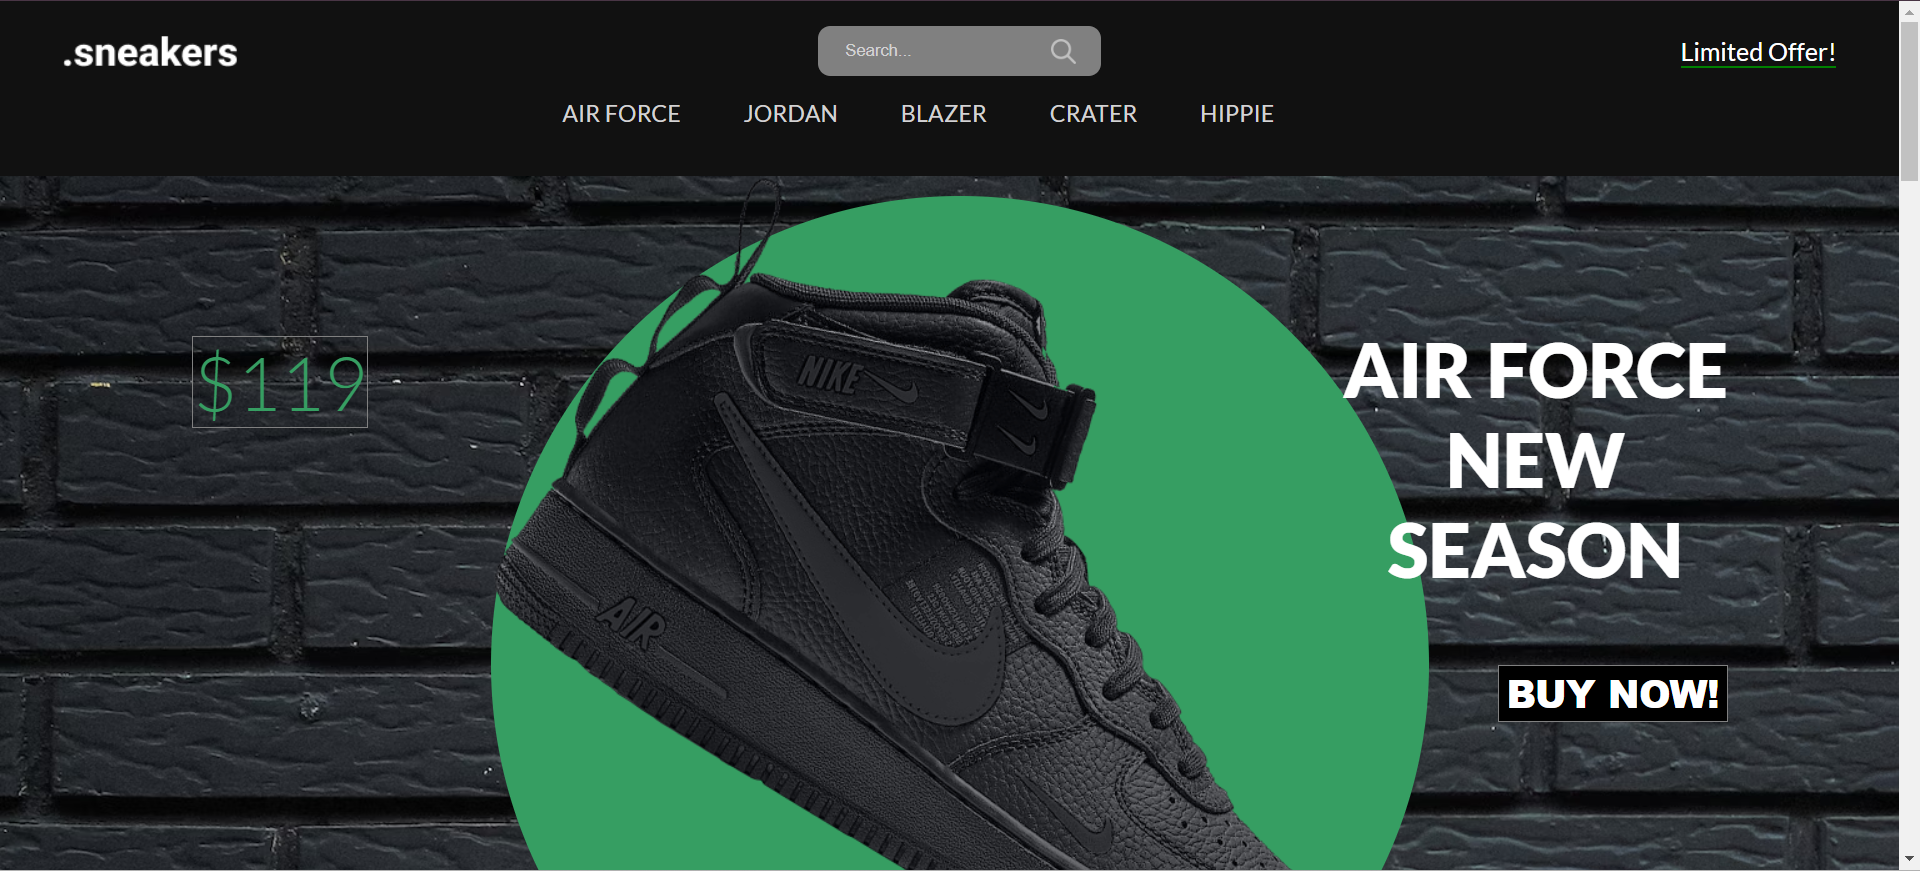 .sneakers
Search...
Limited Offer!
AIR FORCE
JORDAN
BLAZER
CRATER
HIPPIE
$119
NIKE
AIR
AIR FORCE
NEW
SEASON
BUY NOW!